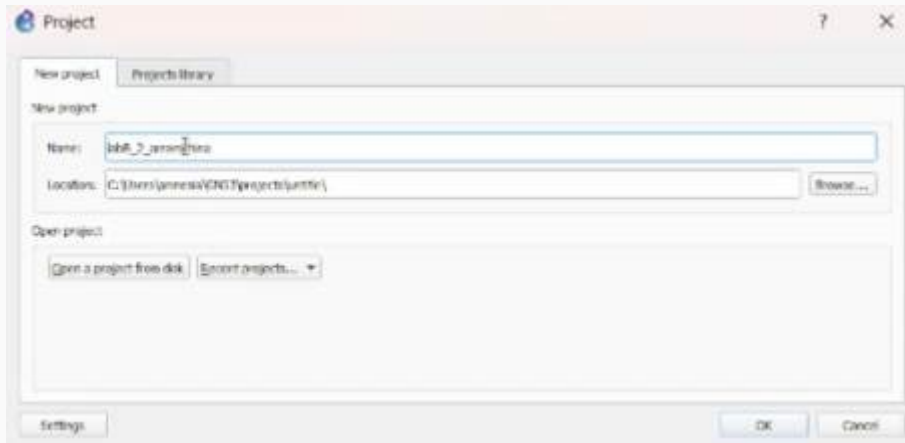 Project
New project Projects library
New project
Name:
Location: C:\Users\
Browse...
Open project
Open a project from disk Recent projects...
Settings OK Cancel